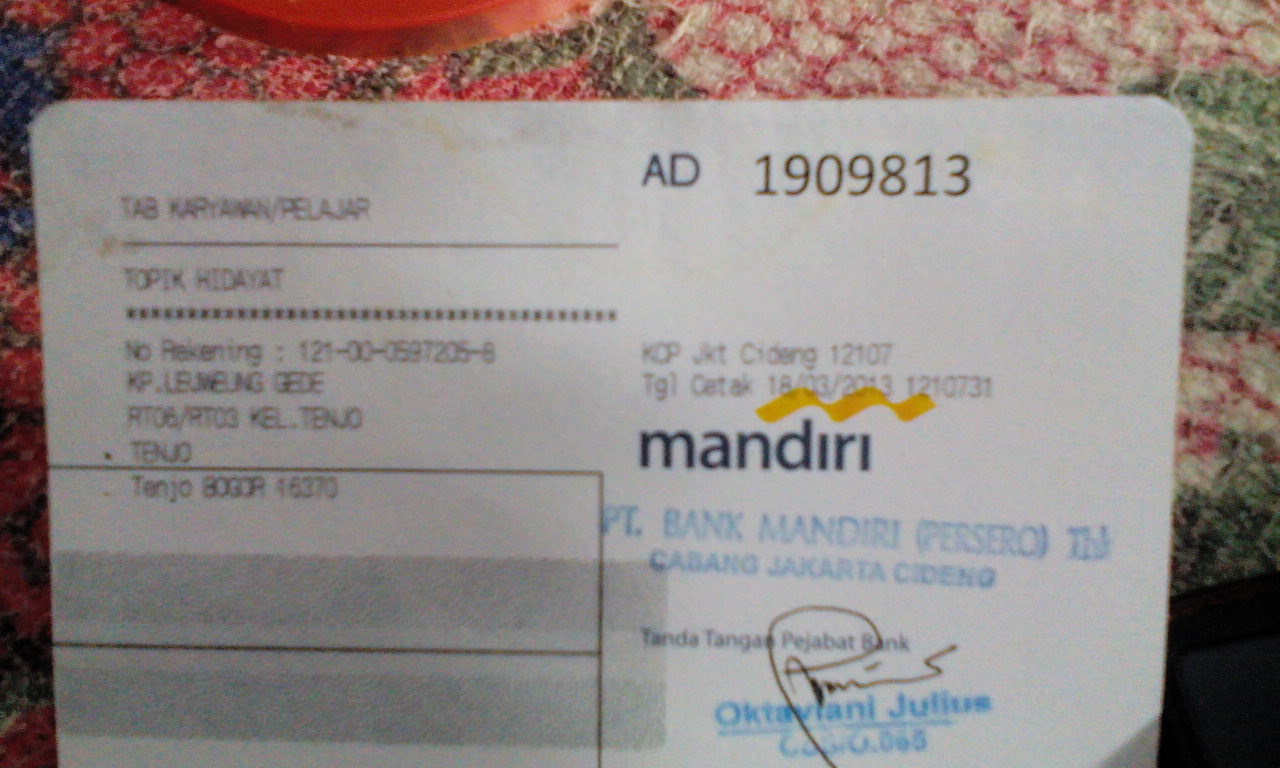 AD 1909813
TAB KARYAWAN/PELAJAR
TOPIK HIDAYAT
No Rekening : 121-00-0597205-8
KP.LEUWEUNG GEDE
RT06/RT03 KEL.TENJO
TENJO
Tenjo BOGOR 16370
KCP Jkt Cideng 12107
Tgl Cetak 18/03/2013 1210731
mandiri
PT. BANK MANDIRI (PERSERO) Tbk
CABANG JAKARTA CIDENG
Tanda Tangan Pejabat Bank
Oktaviani Julius